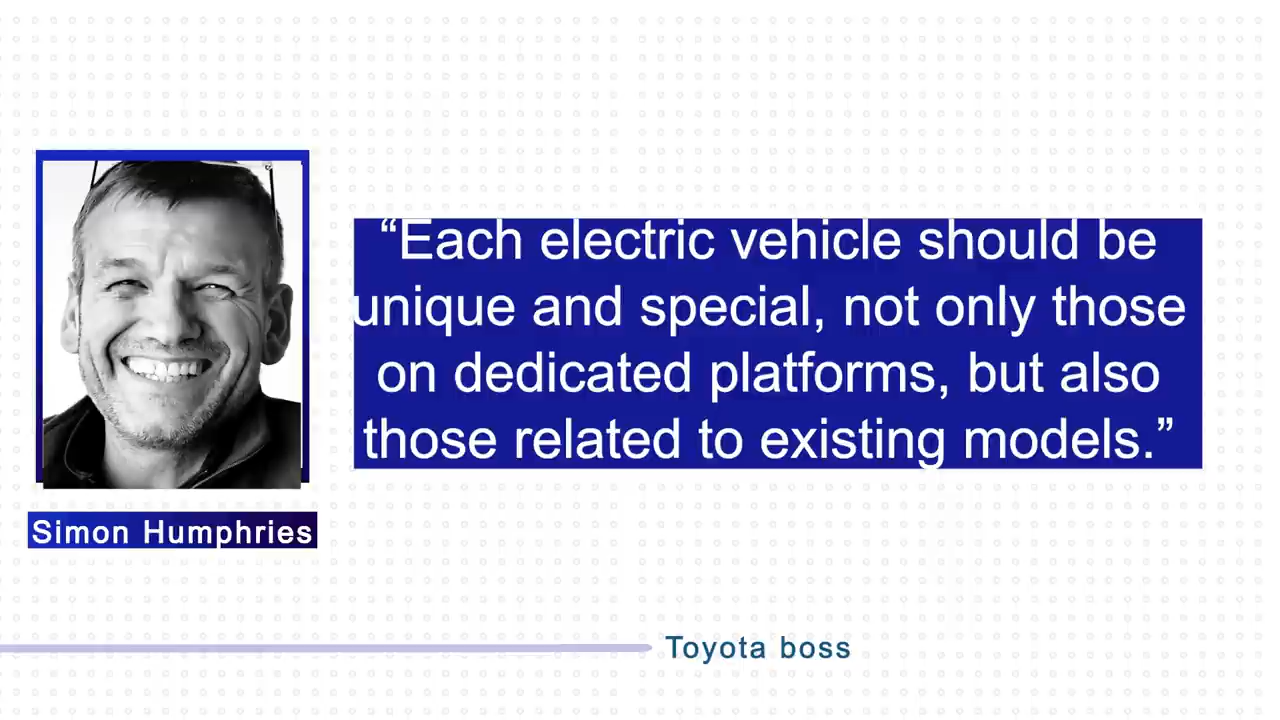 “Each electric vehicle should be
unique and special, not only those
on dedicated platforms, but also
those related to existing models.”
Simon Humphries
Toyota boss